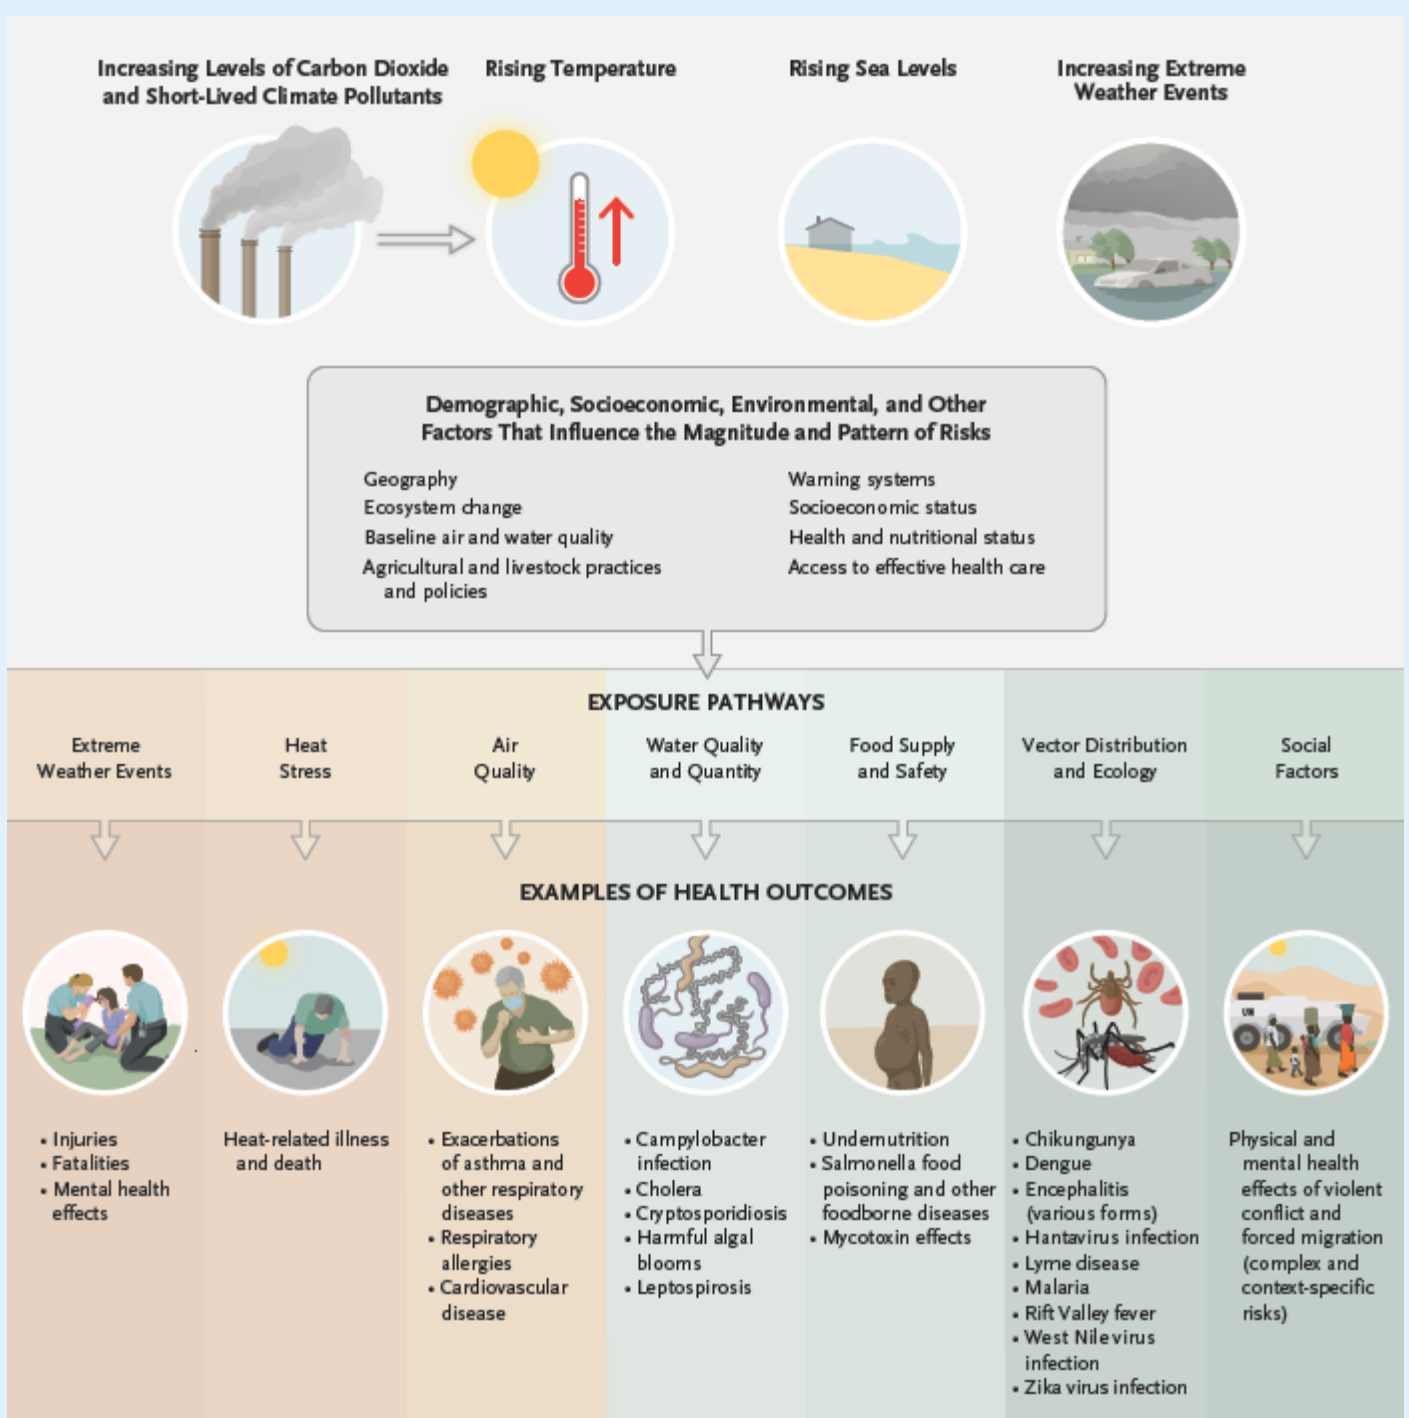 Increasing Levels of Carbon Dioxide
and Short-Lived Climate Pollutants
Rising Temperature
Rising Sea Levels
Increasing Extreme
Weather Events
Demographic, Socioeconomic, Environmental, and Other
Factors That Influence the Magnitude and Pattern of Risks
Geography
Ecosystem change
Baseline air and water quality
Agricultural and livestock practices
and policies
Warning systems
Socioeconomic status
Health and nutritional status
Access to effective health care
EXPOSURE PATHWAYS
Extreme
Weather Events
Heat
Stress
Air
Quality
Water Quality
and Quantity
Food Supply
and Safety
Vector Distribution
and Ecology
Social
Factors
EXAMPLES OF HEALTH OUTCOMES
UN
• Injuries
• Fatalities
• Mental health
effects
Heat-related illness
and death
• Exacerbations
of asthma and
other respiratory
diseases
• Respiratory
allergies
• Cardiovascular
disease
• Campylobacter
infection
• Cholera
• Cryptosporidiosis
• Harmful algal
blooms
• Leptospirosis
• Undernutrition
• Salmonella food
poisoning and other
foodborne diseases
• Mycotoxin effects
• Chikungunya
• Dengue
• Encephalitis
(various forms)
• Hantavirus infection
• Lyme disease
• Malaria
• Rift Valley fever
• West Nile virus
infection
• Zika virus infection
Physical and
mental health
effects of violent
conflict and
forced migration
(complex and
context-specific
risks)